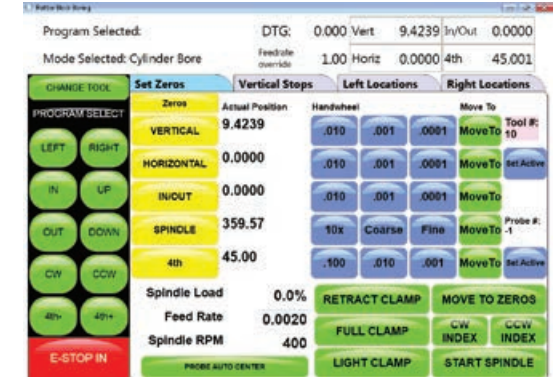 Program Selected:
DTG: 0.000 Vert 9.4239 In/Out 0.0000
Mode Selected: Cylinder Bore
Feedrate override 1.00 Horiz 0.0000 4th 45.001
CHANGE TOOL Set Zeros Vertical Stops Left Locations Right Locations
PROGRAM SELECT Zeros Actual Position Handwheel Move To
VERTICAL 9.4239 .010 .001 .0001 MoveTo Tool #: 10
LEFT RIGHT
HORIZONTAL 0.0000 .010 .001 .0001 MoveTo Set Active
IN UP
IN/OUT 0.0000 .010 .001 .0001 MoveTo
OUT DOWN
SPINDLE 359.57 10x Coarse Fine MoveTo Probe #: -1
CW CCW
4th 45.00 .100 .010 .001 MoveTo Set Active
4th- 4th+
Spindle Load 0.0% RETRACT CLAMP MOVE TO ZEROS
Feed Rate 0.0020 FULL CLAMP CW INDEX CCW INDEX
Spindle RPM 400
E-STOP IN PROBE AUTO CENTER LIGHT CLAMP START SPINDLE